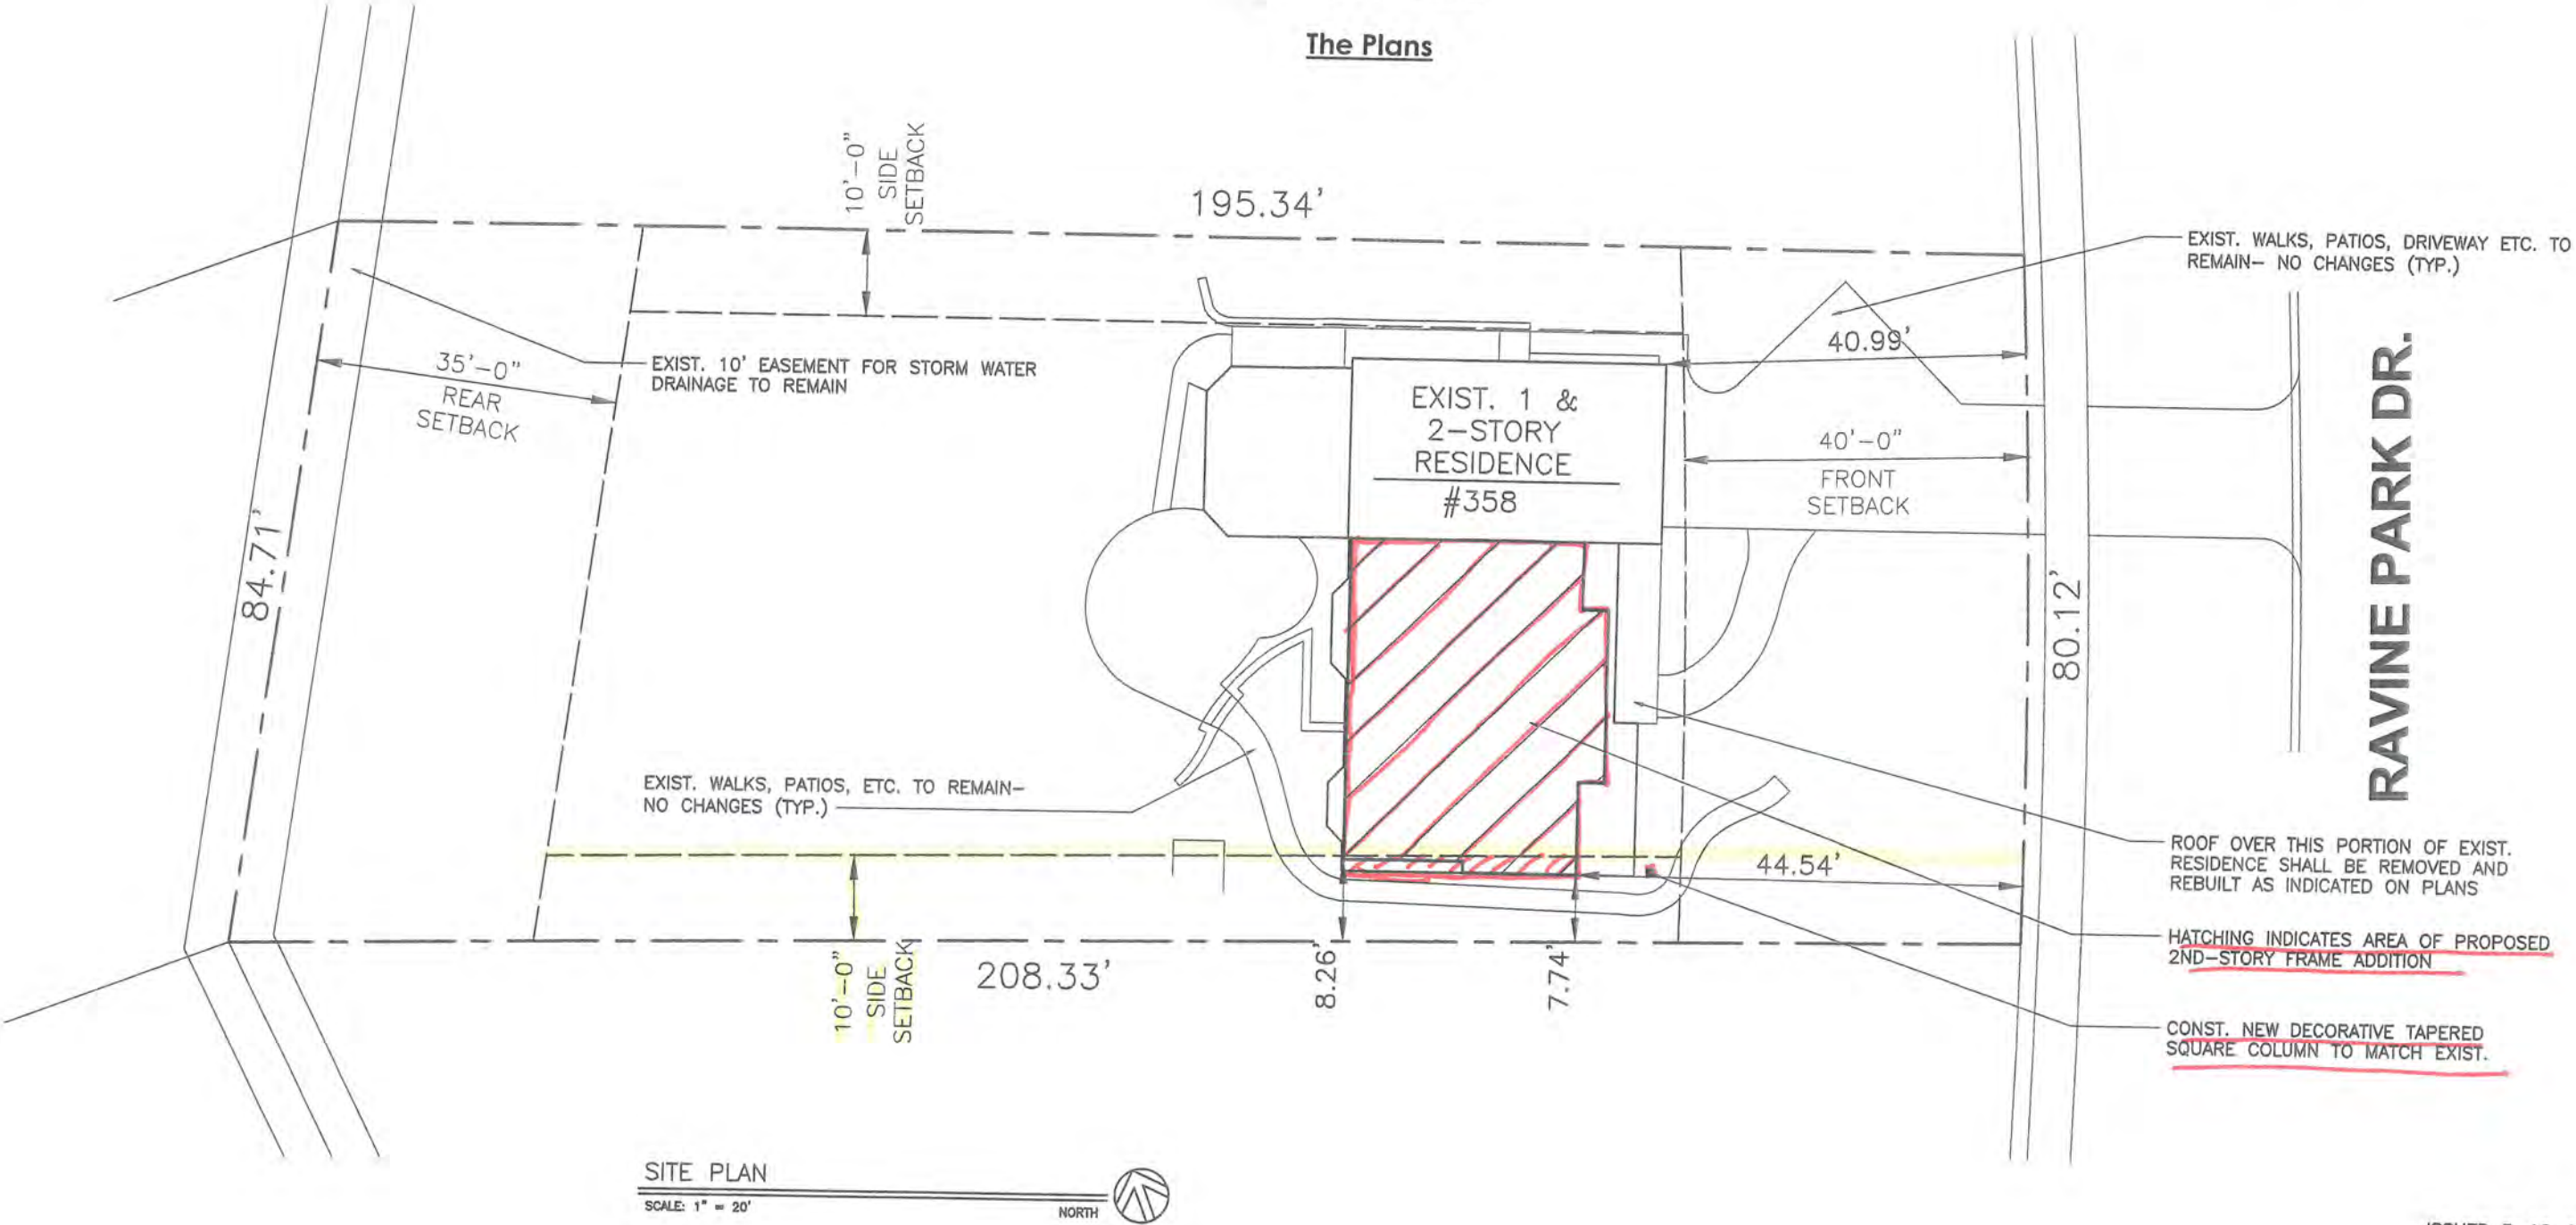 The Plans
10'-0"
SIDE
SETBACK
195.34'
EXIST. WALKS, PATIOS, DRIVEWAY ETC. TO
REMAIN– NO CHANGES (TYP.)
40.99'
35'-0"
REAR
SETBACK
EXIST. 10' EASEMENT FOR STORM WATER
DRAINAGE TO REMAIN
EXIST. 1 &
2-STORY
RESIDENCE
#358
40'-0"
FRONT
SETBACK
RAVINE PARK DR.
84.71'
80.12'
EXIST. WALKS, PATIOS, ETC. TO REMAIN–
NO CHANGES (TYP.)
44.54'
ROOF OVER THIS PORTION OF EXIST.
RESIDENCE SHALL BE REMOVED AND
REBUILT AS INDICATED ON PLANS
HATCHING INDICATES AREA OF PROPOSED
2ND-STORY FRAME ADDITION
10'-0"
SIDE
SETBACK
208.33'
8.26'
7.74'
CONST. NEW DECORATIVE TAPERED
SQUARE COLUMN TO MATCH EXIST.
SITE PLAN
SCALE: 1" = 20'
NORTH